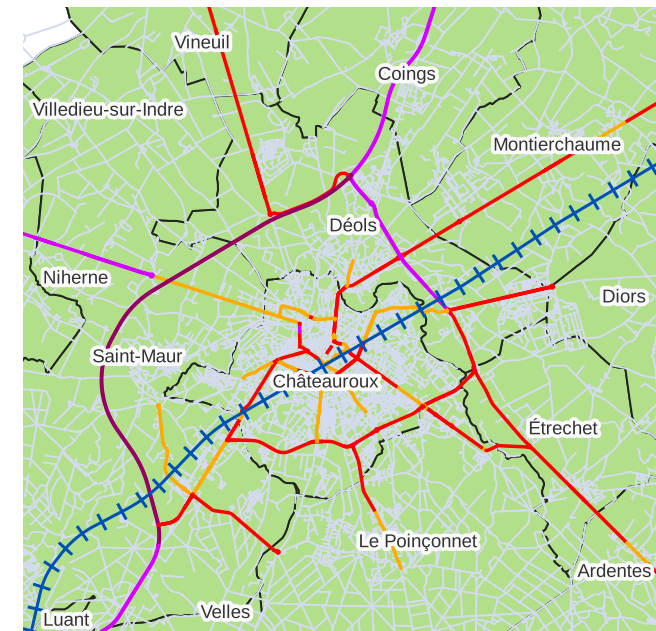 Vineuil
Coings
Villedieu-sur-Indre
Montierchaume
Déols
Niherne
Diors
Saint-Maur
Châteauroux
Étrechet
Le Poinçonnet
Ardentes
Velles
Luant